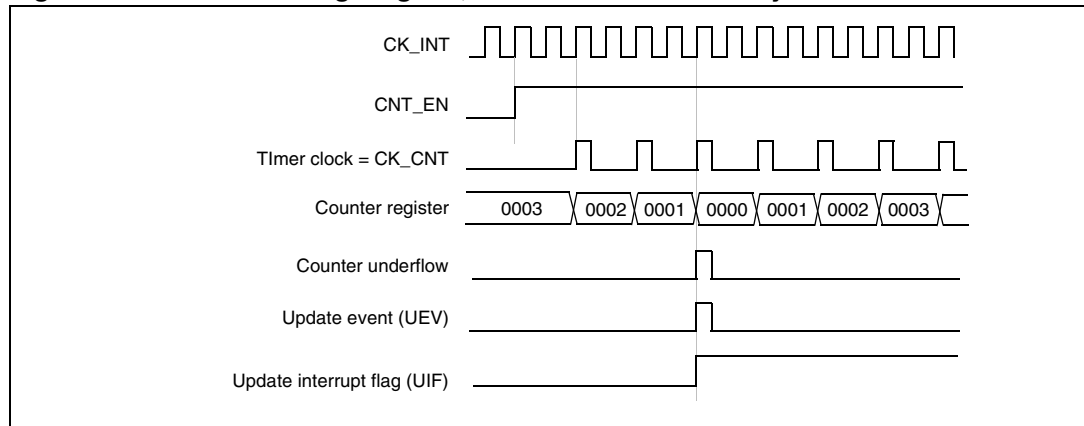 CK_INT
CNT_EN
TImer clock = CK_CNT
Counter register 0003 0002 0001 0000 0001 0002 0003
Counter underflow
Update event (UEV)
Update interrupt flag (UIF)